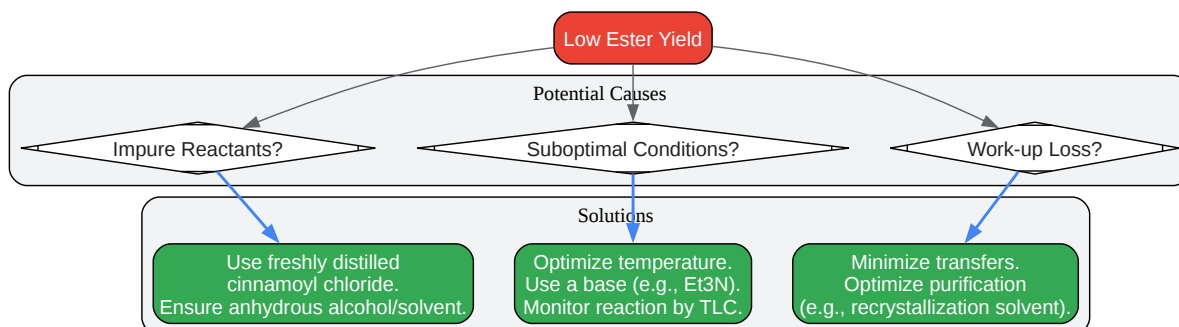 Low Ester Yield
Potential Causes
Impure Reactants?
Suboptimal Conditions?
Work-up Loss?
Solutions
Use freshly distilled
cinnamoyl chloride.
Ensure anhydrous alcohol/solvent.
Optimize temperature.
Use a base (e.g., Et3N).
Monitor reaction by TLC.
Minimize transfers.
Optimize purification
(e.g., recrystallization solvent).